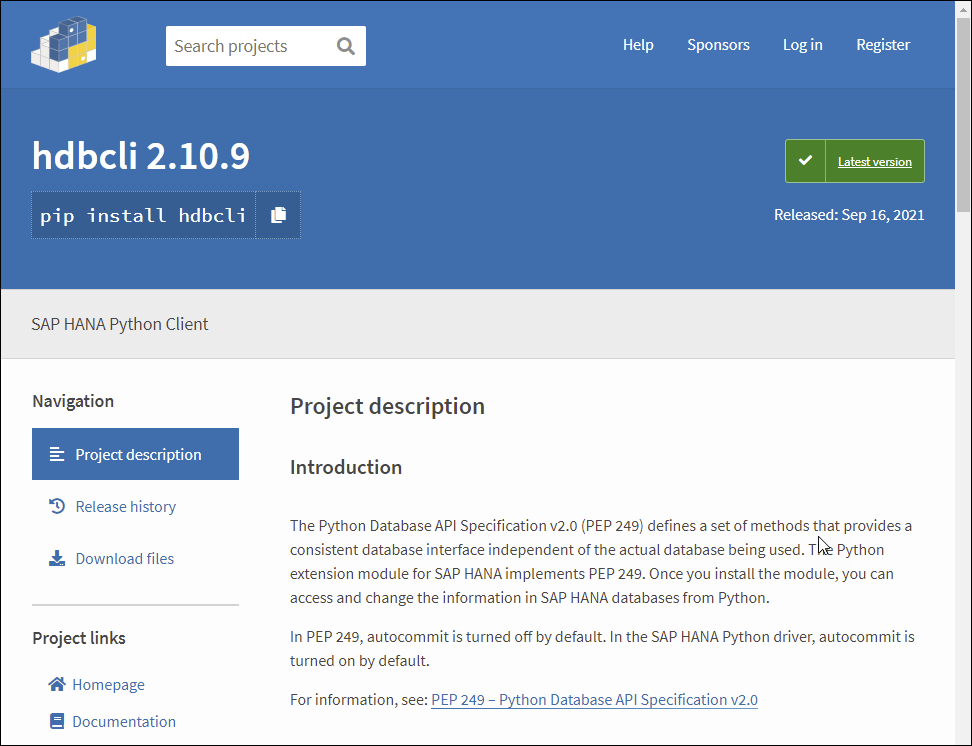 Search projects
Help Sponsors Log in Register
hdbcli 2.10.9
Latest version
pip install hdbcli
Released: Sep 16, 2021
SAP HANA Python Client
Navigation
Project description
Release history
Download files
Project links
Homepage
Documentation
Project description
Introduction
The Python Database API Specification v2.0 (PEP 249) defines a set of methods that provides a
consistent database interface independent of the actual database being used. The Python
extension module for SAP HANA implements PEP 249. Once you install the module, you can
access and change the information in SAP HANA databases from Python.
In PEP 249, autocommit is turned off by default. In the SAP HANA Python driver, autocommit is
turned on by default.
For information, see: PEP 249 – Python Database API Specification v2.0